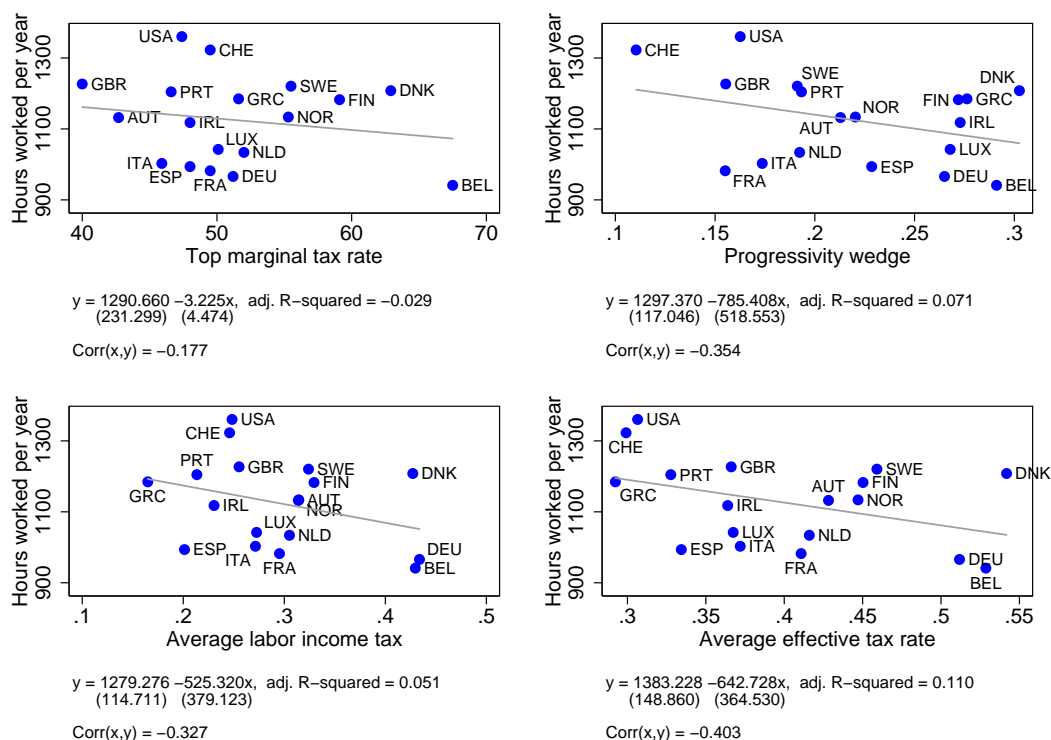 Hours worked per year
1300
1100
900
USA
CHE
GBR
PRT
GRC
SWE
FIN
DNK
AUT
IRL
NOR
LUX
NLD
ITA
ESP
FRA
DEU
BEL
40 50 60 70
Top marginal tax rate
y = 1290.660 −3.225x, adj. R−squared = −0.029
(231.299) (4.474)
Corr(x,y) = −0.177
Hours worked per year
1300
1100
900
CHE
USA
GBR
SWE
PRT
DNK
FIN
GRC
NOR
AUT
IRL
NLD
LUX
ITA
FRA
ESP
DEU
BEL
.1 .15 .2 .25 .3
Progressivity wedge
y = 1297.370 −785.408x, adj. R−squared = 0.071
(117.046) (518.553)
Corr(x,y) = −0.354
Hours worked per year
1300
1100
900
USA
CHE
PRT
GBR
SWE
DNK
GRC
FIN
IRL
AUT
NOR
LUX
NLD
ESP
ITA
FRA
DEU
BEL
.1 .2 .3 .4 .5
Average labor income tax
y = 1279.276 −525.320x, adj. R−squared = 0.051
(114.711) (379.123)
Corr(x,y) = −0.327
Hours worked per year
1300
1100
900
USA
CHE
GRC
PRT
GBR
SWE
DNK
FIN
AUT
NOR
IRL
LUX
NLD
ESP
ITA
FRA
DEU
BEL
.3 .35 .4 .45 .5 .55
Average effective tax rate
y = 1383.228 −642.728x, adj. R−squared = 0.110
(148.860) (364.530)
Corr(x,y) = −0.403